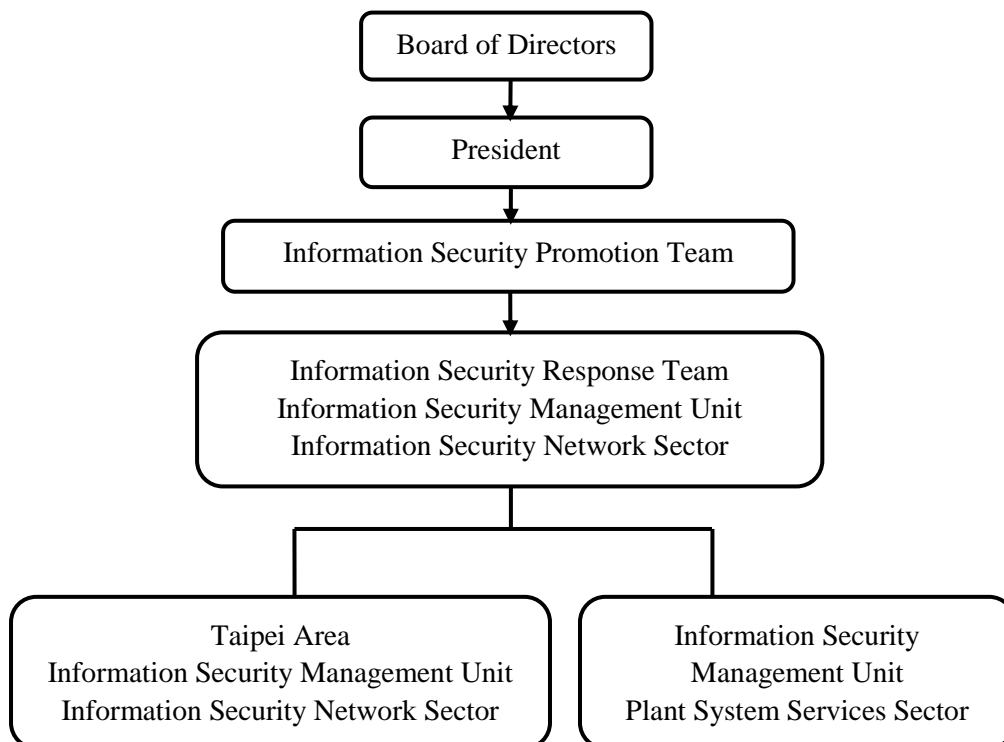 Board of Directors
President
Information Security Promotion Team
Information Security Response Team
Information Security Management Unit
Information Security Network Sector
Taipei Area
Information Security Management Unit
Information Security Network Sector
Information Security
Management Unit
Plant System Services Sector